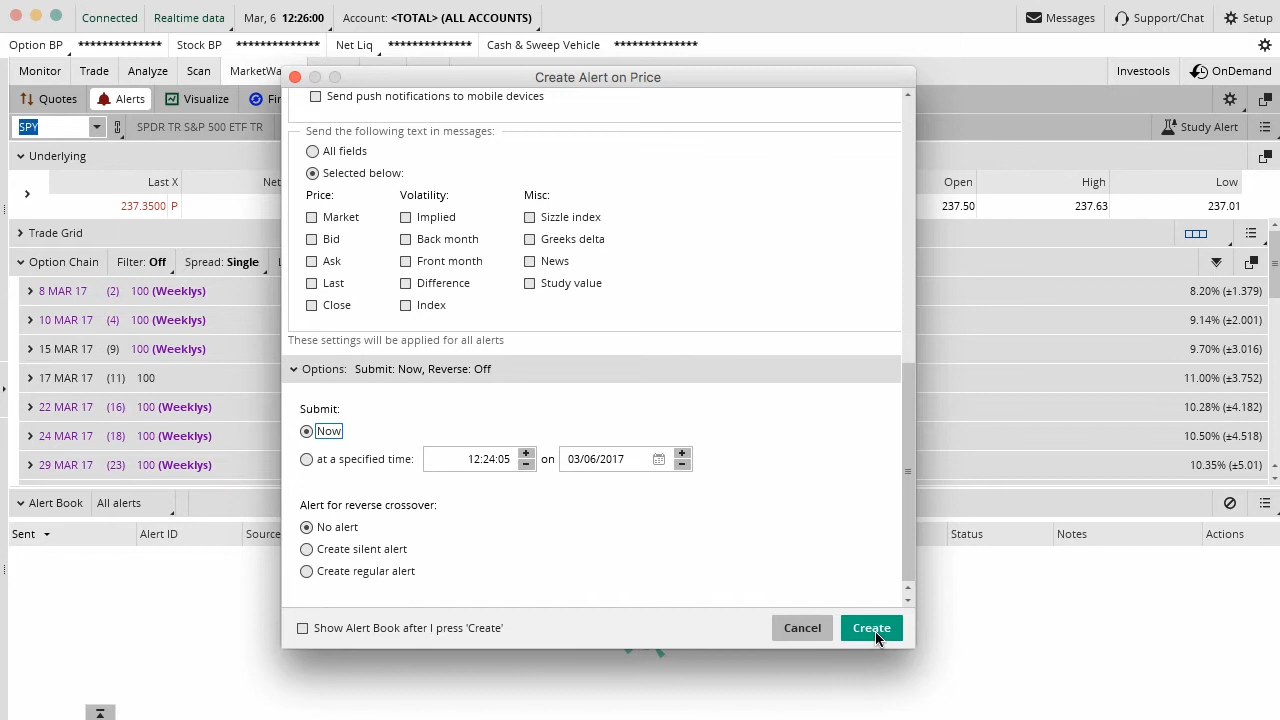 Connected Realtime data Mar, 6 12:26:00 Account: <TOTAL> (ALL ACCOUNTS) Messages Support/Chat Setup
Option BP ************** Stock BP ************** Net Liq ************** Cash & Sweep Vehicle **************
Monitor Trade Analyze Scan MarketWa Investools OnDemand
Quotes Alerts Visualize Fi
SPY SPDR TR S&P 500 ETF TR Study Alert
Underlying
Last X Net Open High Low
237.3500 P 237.50 237.63 237.01
Trade Grid
Option Chain Filter: Off Spread: Single
8 MAR 17 (2) 100 (Weeklys) 8.20% (±1.379)
10 MAR 17 (4) 100 (Weeklys) 9.14% (±2.001)
15 MAR 17 (9) 100 (Weeklys) 9.70% (±3.016)
17 MAR 17 (11) 100 11.00% (±3.752)
22 MAR 17 (16) 100 (Weeklys) 10.28% (±4.182)
24 MAR 17 (18) 100 (Weeklys) 10.50% (±4.518)
29 MAR 17 (23) 100 (Weeklys) 10.35% (±5.01)
Alert Book All alerts
Sent Alert ID Source Status Notes Actions
Create Alert on Price
Send push notifications to mobile devices
Send the following text in messages:
All fields
Selected below:
Price: Volatility: Misc:
Market Implied Sizzle index
Bid Back month Greeks delta
Ask Front month News
Last Difference Study value
Close Index
These settings will be applied for all alerts
Options: Submit: Now, Reverse: Off
Submit:
Now
at a specified time: 12:24:05 on 03/06/2017
Alert for reverse crossover:
No alert
Create silent alert
Create regular alert
Show Alert Book after I press 'Create' Cancel Create